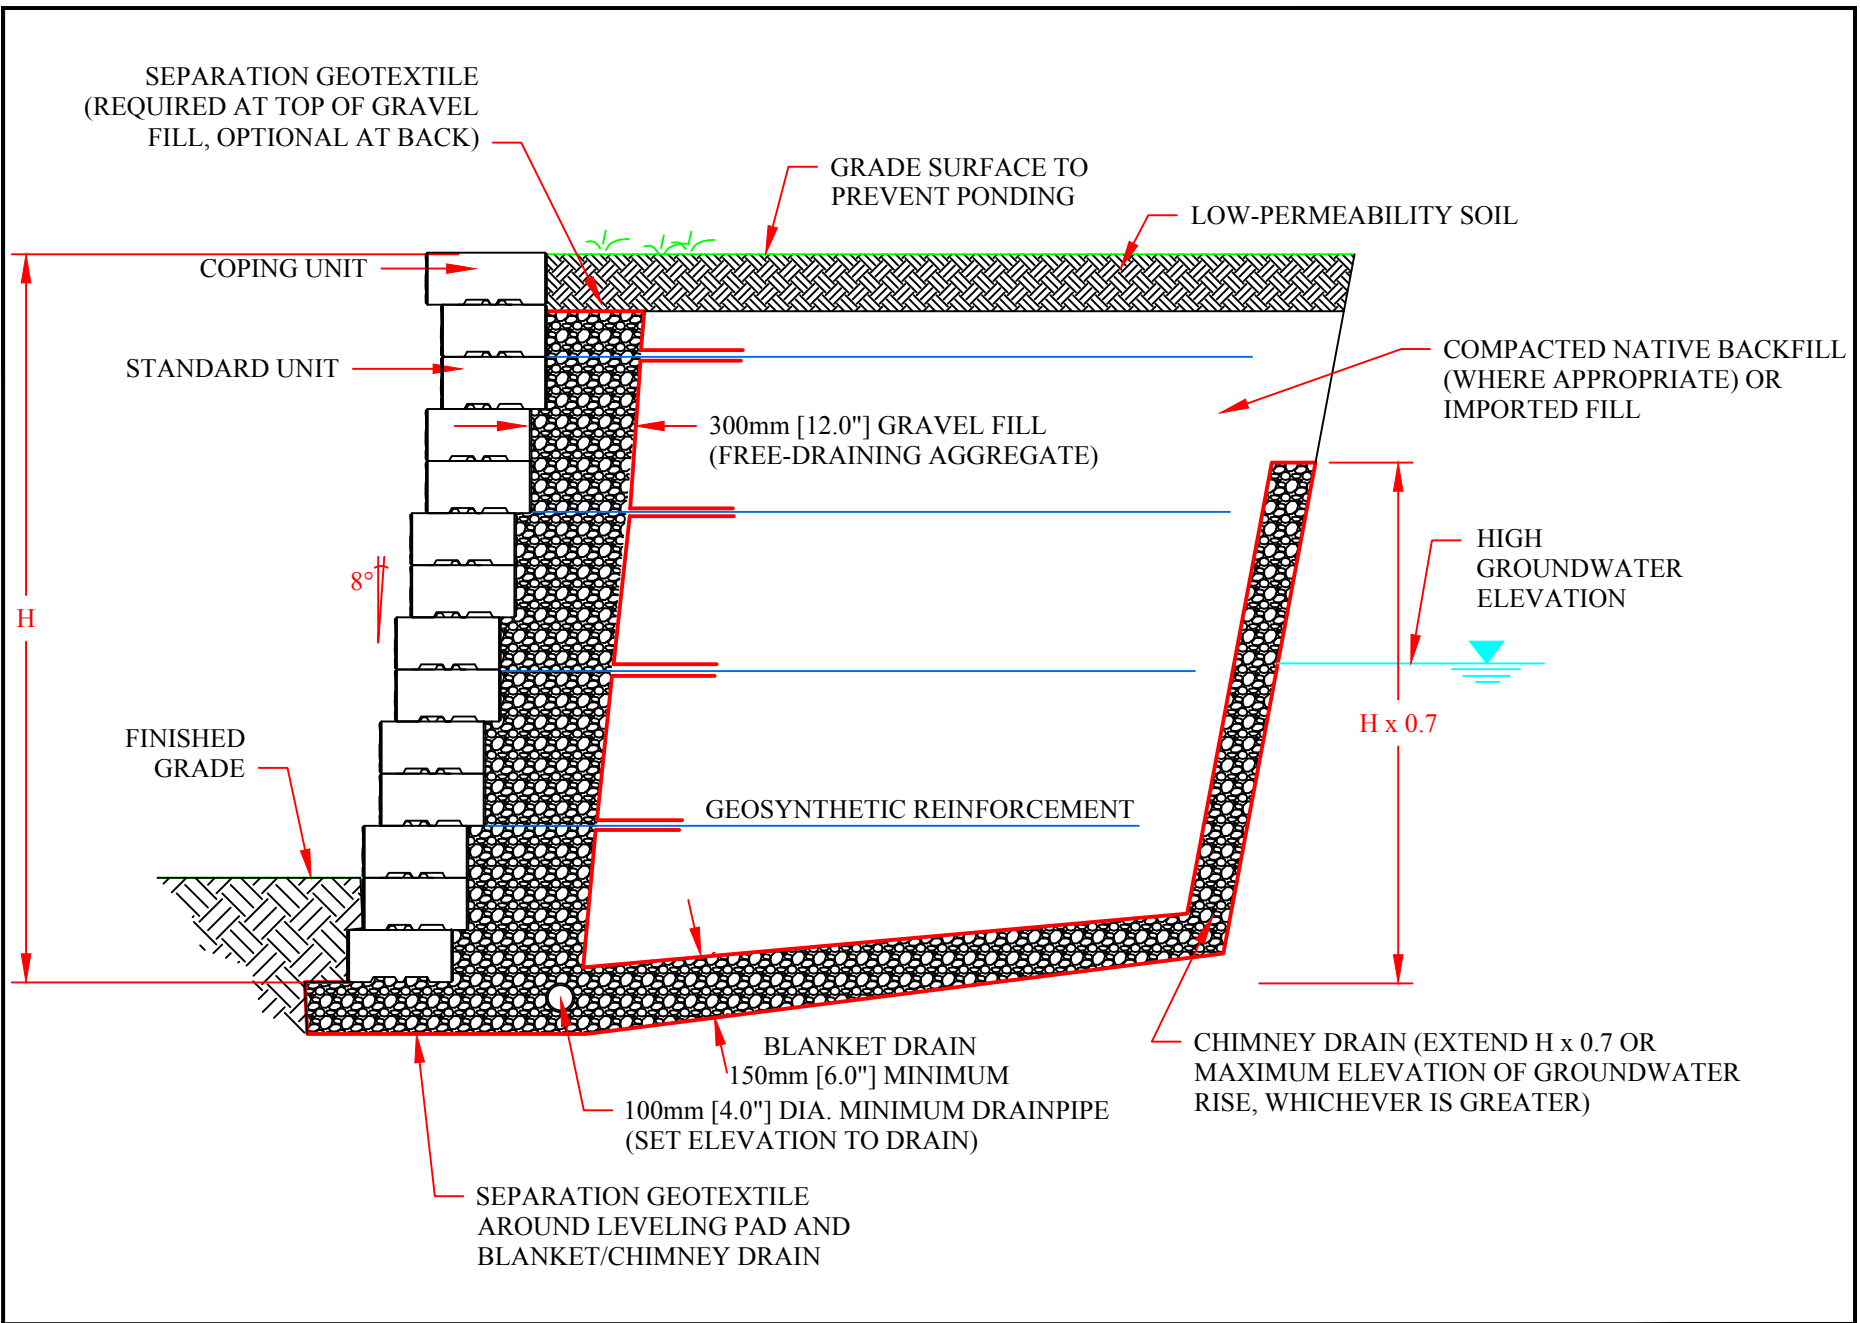 SEPARATION GEOTEXTILE
(REQUIRED AT TOP OF GRAVEL
FILL, OPTIONAL AT BACK)
GRADE SURFACE TO
PREVENT PONDING
LOW-PERMEABILITY SOIL
COPING UNIT
STANDARD UNIT
COMPACTED NATIVE BACKFILL
(WHERE APPROPRIATE) OR
IMPORTED FILL
300mm [12.0"] GRAVEL FILL
(FREE-DRAINING AGGREGATE)
HIGH
GROUNDWATER
ELEVATION
8°
H
H x 0.7
FINISHED
GRADE
GEOSYNTHETIC REINFORCEMENT
BLANKET DRAIN
150mm [6.0"] MINIMUM
100mm [4.0"] DIA. MINIMUM DRAINPIPE
(SET ELEVATION TO DRAIN)
CHIMNEY DRAIN (EXTEND H x 0.7 OR
MAXIMUM ELEVATION OF GROUNDWATER
RISE, WHICHEVER IS GREATER)
SEPARATION GEOTEXTILE
AROUND LEVELING PAD AND
BLANKET/CHIMNEY DRAIN